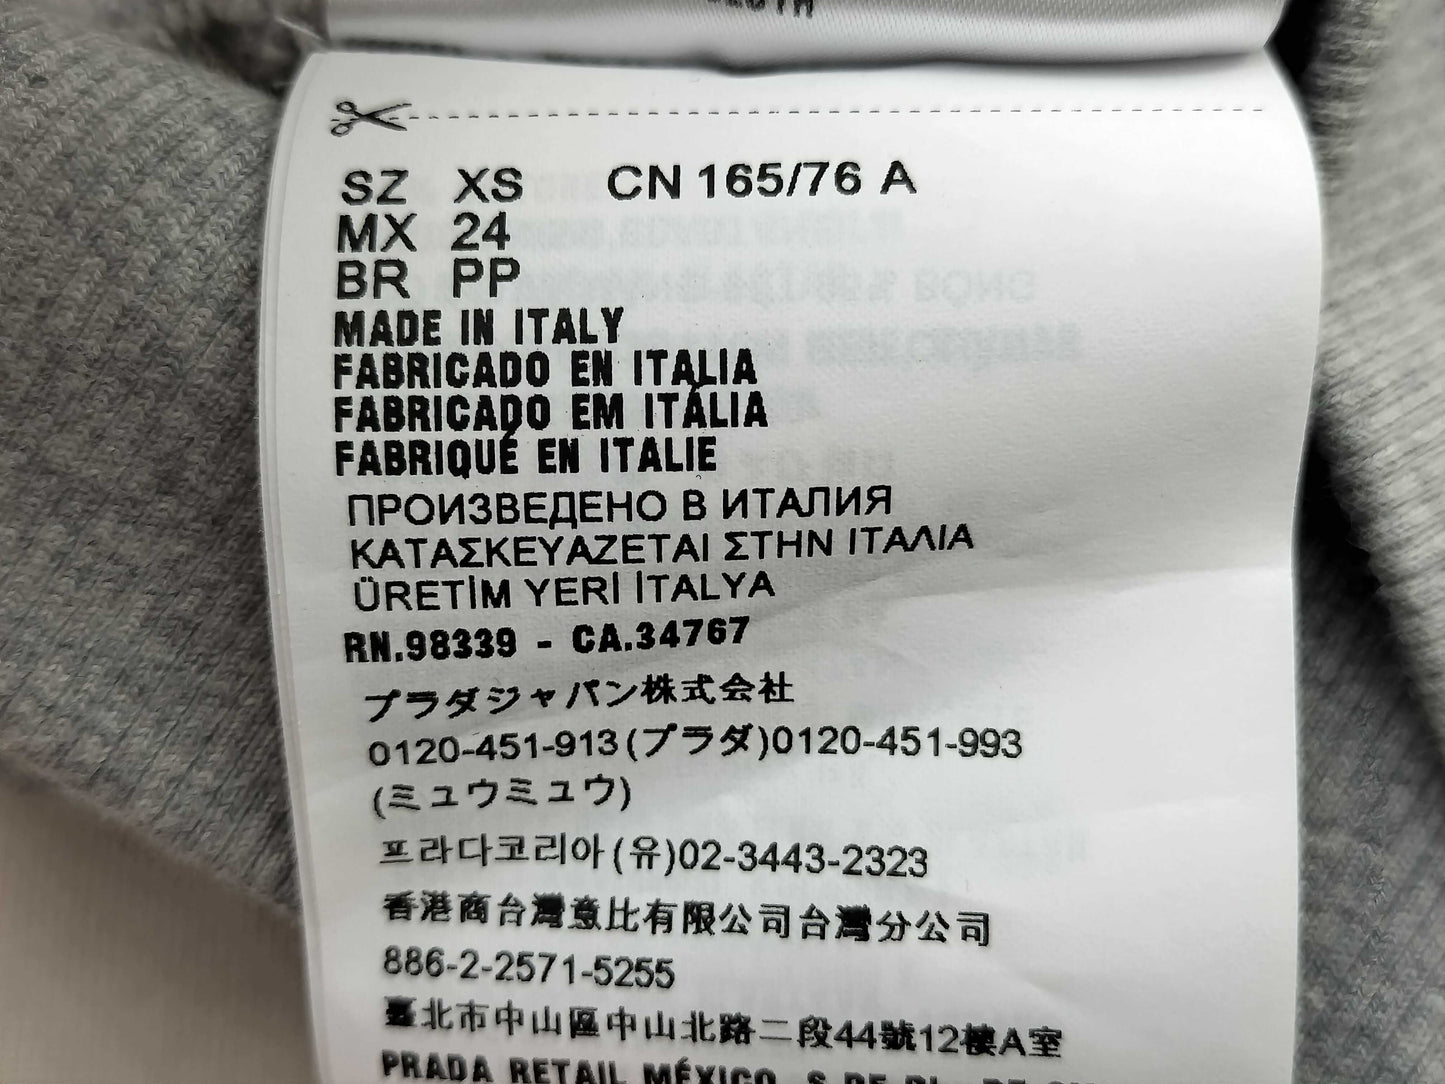 SZ XS CN 165/76 A
MX 24
BR PP
MADE IN ITALY
FABRICADO EN ITALIA
FABRICADO EM ITÁLIA
FABRIQUÉ EN ITALIE
ПРОИЗВЕДЕНО В ИТАЛИЯ
ΚΑΤΑΣΚΕΥΑΖΕΤΑΙ ΣΤΗΝ ΙΤΑΛΙΑ
ÜRETİM YERİ İTALYA
RN.98339 - CA.34767
プラダジャパン株式会社
0120-451-913(プラダ)0120-451-993
(ミュウミュウ)
프라다코리아(유)02-3443-2323
香港商台灣意比有限公司台灣分公司
886-2-2571-5255
臺北市中山區中山北路二段44號12樓A室
PRADA RETAIL MÉXICO, S DE RL